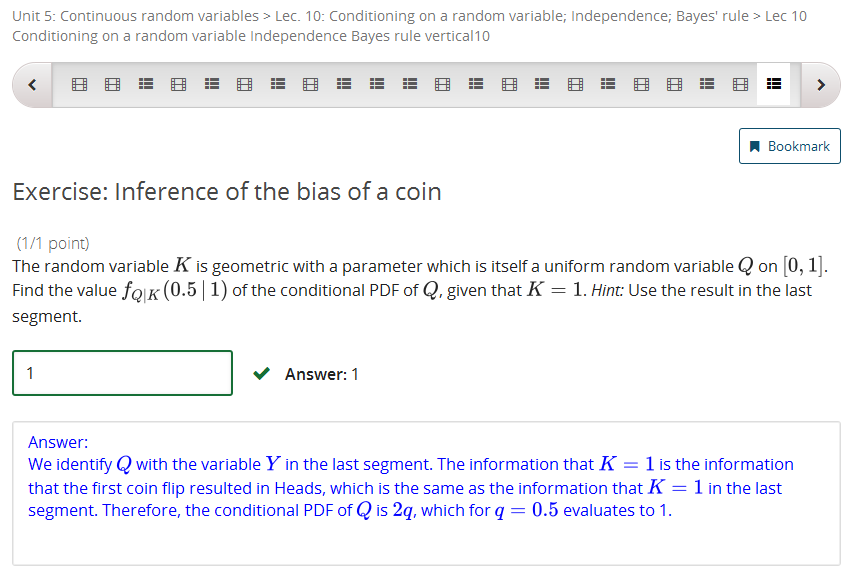 Unit 5: Continuous random variables > Lec. 10: Conditioning on a random variable; Independence; Bayes' rule > Lec 10
Conditioning on a random variable Independence Bayes rule vertical10
Bookmark
Exercise: Inference of the bias of a coin
(1/1 point)
The random variable K is geometric with a parameter which is itself a uniform random variable Q on [0, 1].
Find the value f_{Q|K}(0.5 | 1) of the conditional PDF of Q, given that K = 1. Hint: Use the result in the last
segment.
1
Answer: 1
Answer:
We identify Q with the variable Y in the last segment. The information that K = 1 is the information
that the first coin flip resulted in Heads, which is the same as the information that K = 1 in the last
segment. Therefore, the conditional PDF of Q is 2q, which for q = 0.5 evaluates to 1.